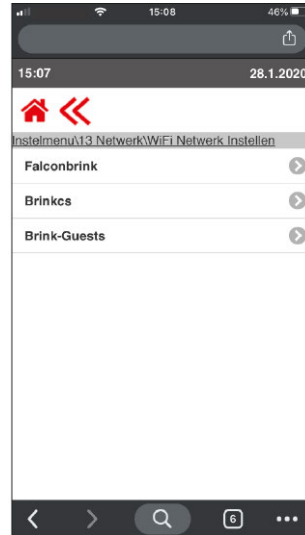 15:08 46%
15:07 28.1.2020
Instelmenu\13 Netwerk\WiFi Netwerk Instellen
Falconbrink
Brinkcs
Brink-Guests
6